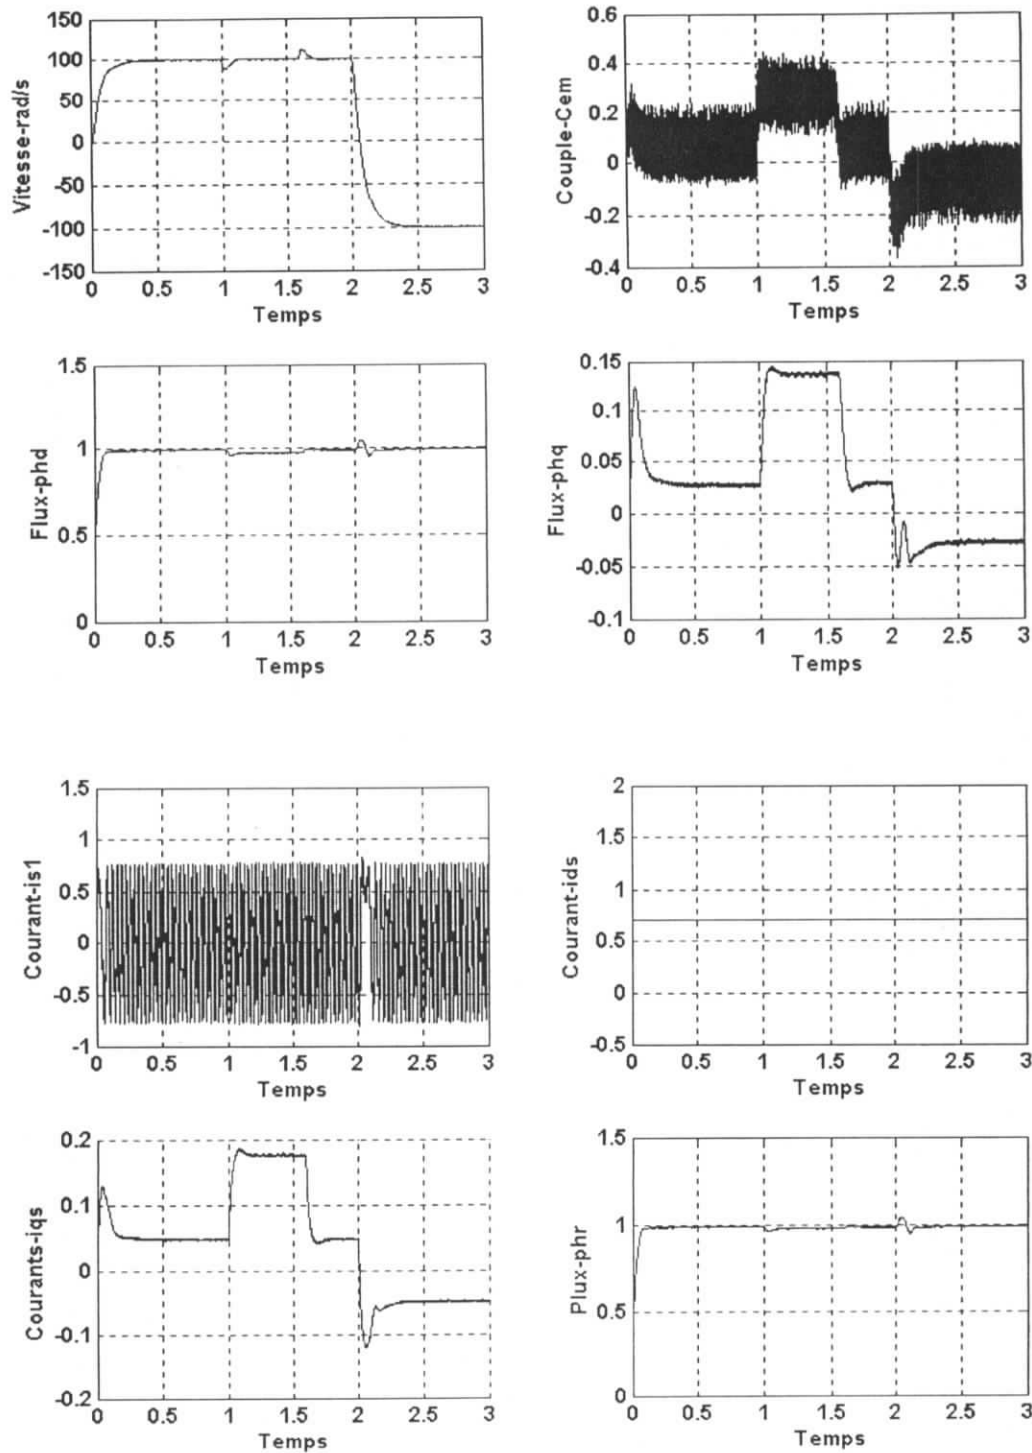 150
100
50
0
-50
-100
-150
Vitesse-rad/s
0 0.5 1 1.5 2 2.5 3
Temps
0.6
0.4
0.2
0
-0.2
-0.4
Couple-Cem
0 0.5 1 1.5 2 2.5 3
Temps
1.5
1
0.5
0
Flux-phd
0 0.5 1 1.5 2 2.5 3
Temps
0.15
0.1
0.05
0
-0.05
-0.1
Flux-phq
0 0.5 1 1.5 2 2.5 3
Temps
1.5
1
0.5
0
-0.5
-1
Courant-is1
0 0.5 1 1.5 2 2.5 3
Temps
2
1.5
1
0.5
0
-0.5
Courant-ids
0 0.5 1 1.5 2 2.5 3
Temps
0.2
0.1
0
-0.1
-0.2
Courants-iqs
0 0.5 1 1.5 2 2.5 3
Temps
1.5
1
0.5
0
Plux-phr
0 0.5 1 1.5 2 2.5 3
Temps